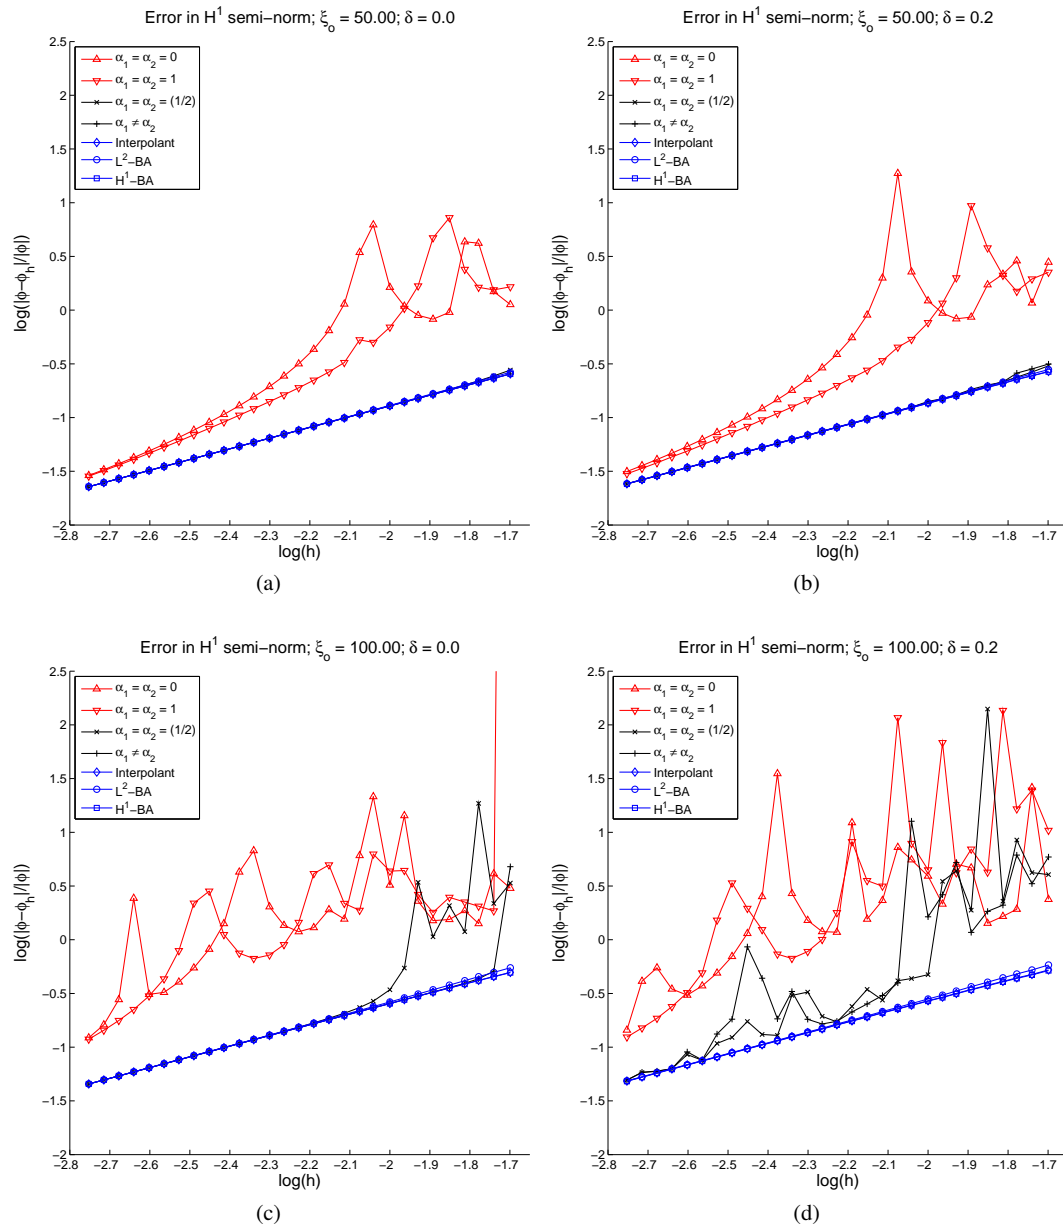 Error in H¹ semi−norm; ξₒ = 50.00; δ = 0.0
2.5
2
1.5
1
0.5
0
−0.5
−1
−1.5
−2
log(|ϕ−ϕₕ|/|ϕ|)
α₁ = α₂ = 0
α₁ = α₂ = 1
α₁ = α₂ = (1/2)
α₁ ≠ α₂
Interpolant
L²−BA
H¹−BA
−2.8 −2.7 −2.6 −2.5 −2.4 −2.3 −2.2 −2.1 −2 −1.9 −1.8 −1.7
log(h)
(a)
Error in H¹ semi−norm; ξₒ = 50.00; δ = 0.2
2.5
2
1.5
1
0.5
0
−0.5
−1
−1.5
−2
log(|ϕ−ϕₕ|/|ϕ|)
α₁ = α₂ = 0
α₁ = α₂ = 1
α₁ = α₂ = (1/2)
α₁ ≠ α₂
Interpolant
L²−BA
H¹−BA
−2.8 −2.7 −2.6 −2.5 −2.4 −2.3 −2.2 −2.1 −2 −1.9 −1.8 −1.7
log(h)
(b)
Error in H¹ semi−norm; ξₒ = 100.00; δ = 0.0
2.5
2
1.5
1
0.5
0
−0.5
−1
−1.5
−2
log(|ϕ−ϕₕ|/|ϕ|)
α₁ = α₂ = 0
α₁ = α₂ = 1
α₁ = α₂ = (1/2)
α₁ ≠ α₂
Interpolant
L²−BA
H¹−BA
−2.8 −2.7 −2.6 −2.5 −2.4 −2.3 −2.2 −2.1 −2 −1.9 −1.8 −1.7
log(h)
(c)
Error in H¹ semi−norm; ξₒ = 100.00; δ = 0.2
2.5
2
1.5
1
0.5
0
−0.5
−1
−1.5
−2
log(|ϕ−ϕₕ|/|ϕ|)
α₁ = α₂ = 0
α₁ = α₂ = 1
α₁ = α₂ = (1/2)
α₁ ≠ α₂
Interpolant
L²−BA
H¹−BA
−2.8 −2.7 −2.6 −2.5 −2.4 −2.3 −2.2 −2.1 −2 −1.9 −1.8 −1.7
log(h)
(d)